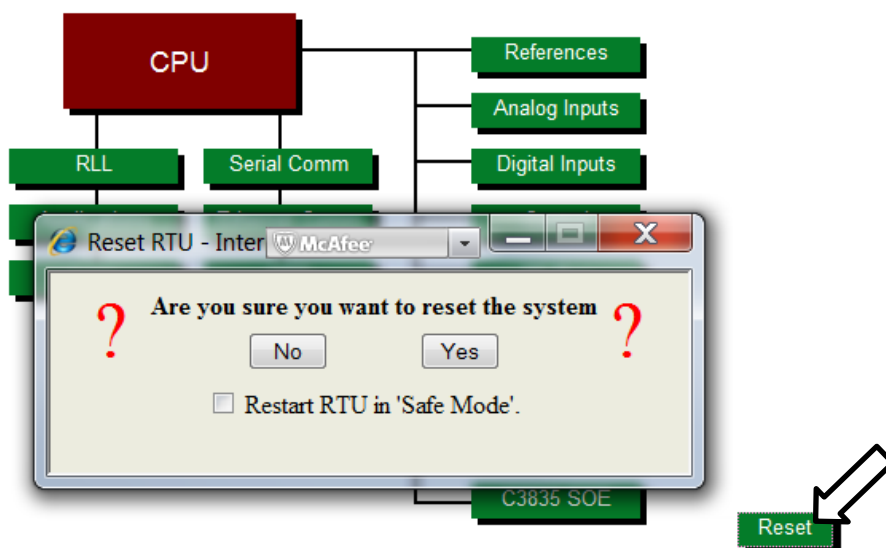 CPU
References
Analog Inputs
RLL
Serial Comm
Digital Inputs
Reset RTU - Inter
McAfee
X
? Are you sure you want to reset the system ?
No
Yes
Restart RTU in 'Safe Mode'.
C3835 SOE
Reset